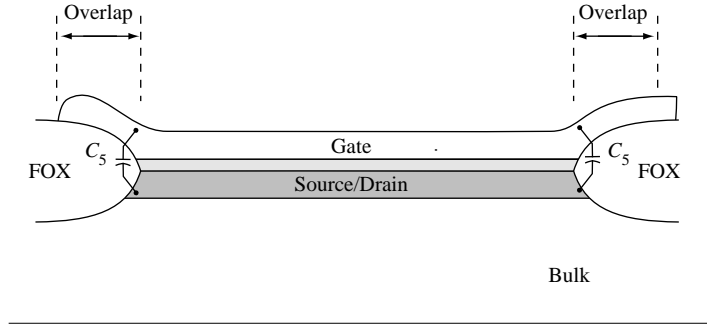 Overlap
Overlap
Gate
C5
C5
FOX
FOX
Source/Drain
Bulk